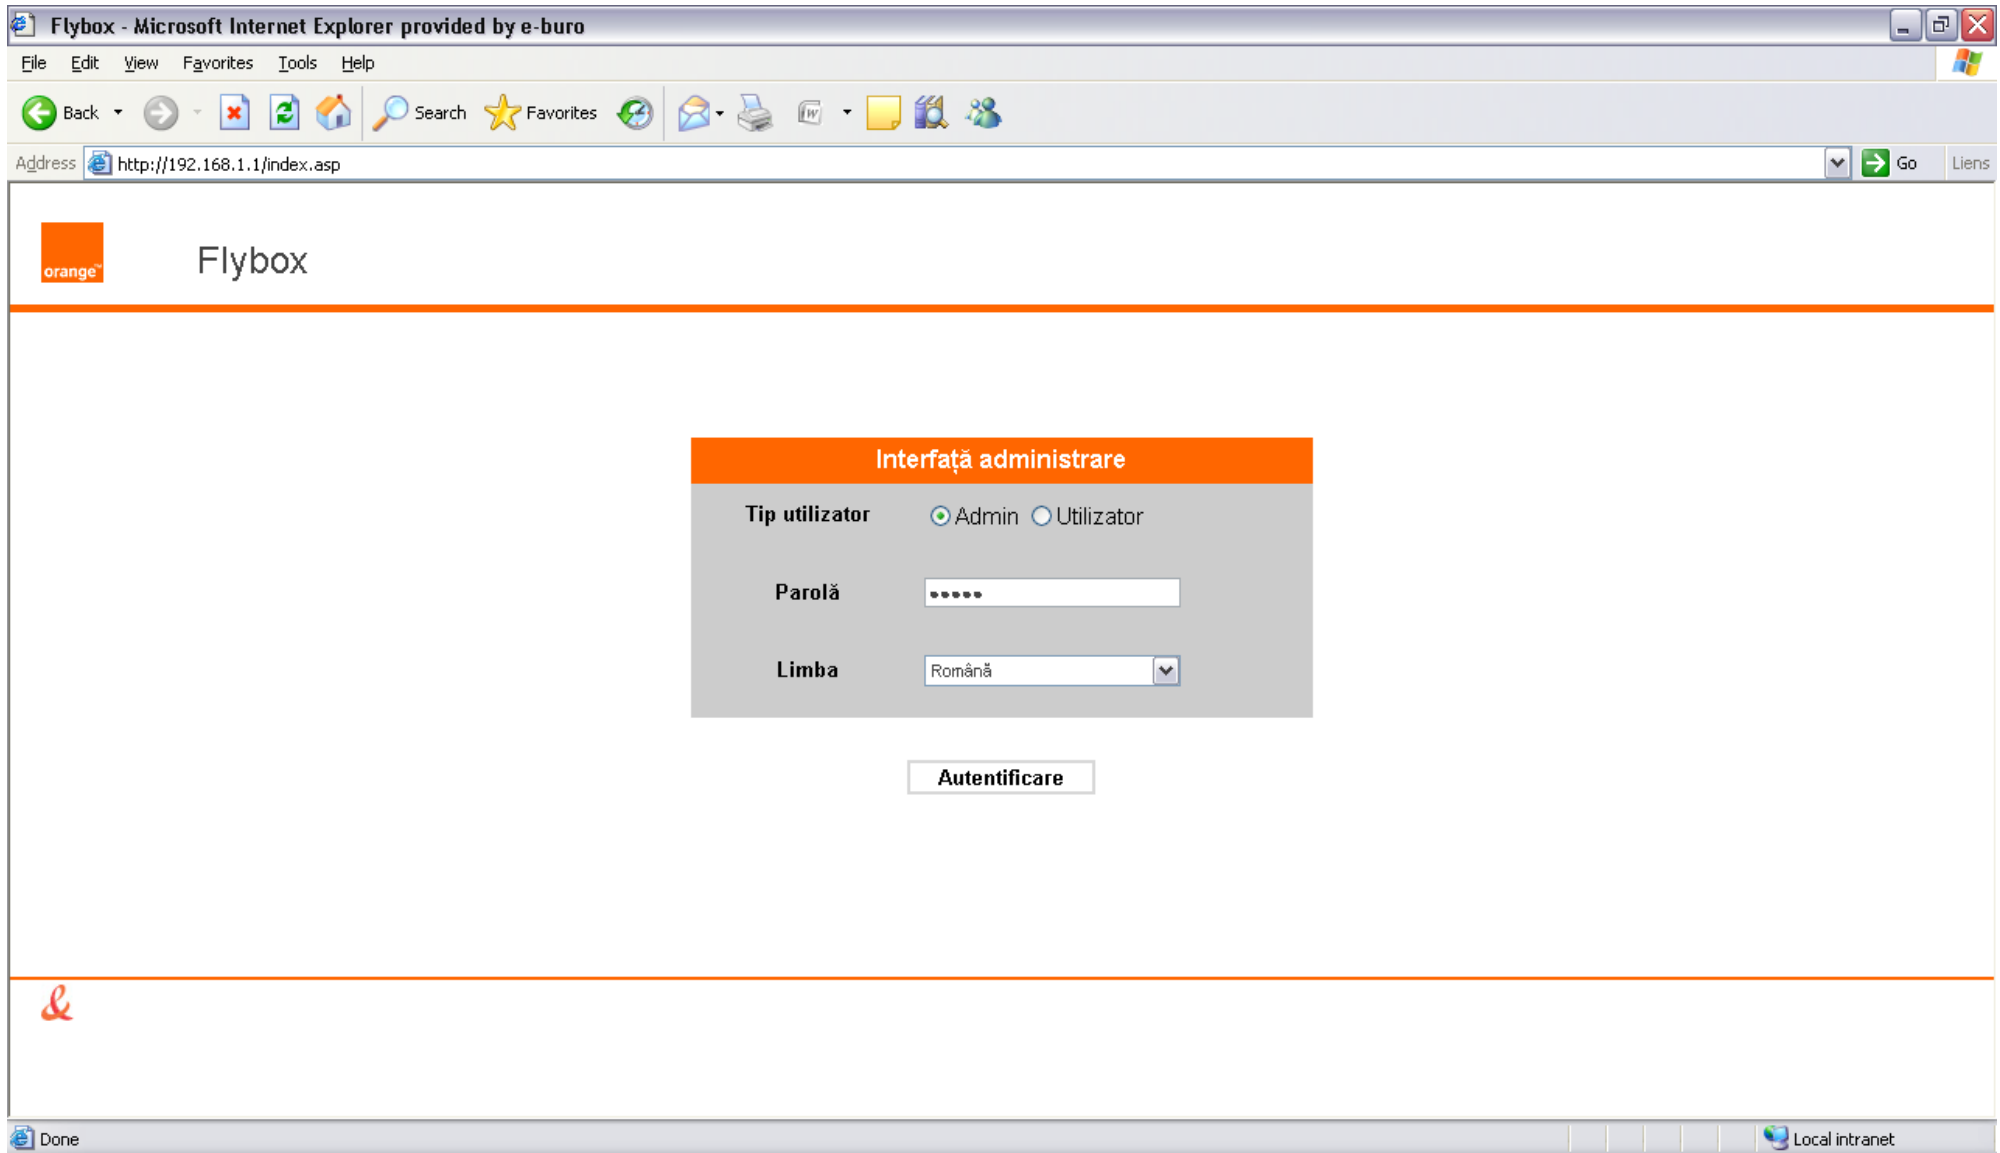 Flybox - Microsoft Internet Explorer provided by e-buro
File Edit View Favorites Tools Help
Back Search Favorites
Address http://192.168.1.1/index.asp Go Liens
orange™
Flybox
Interfață administrare
Tip utilizator Admin Utilizator
Parolă •••••
Limba Română
Autentificare
&
Done Local intranet